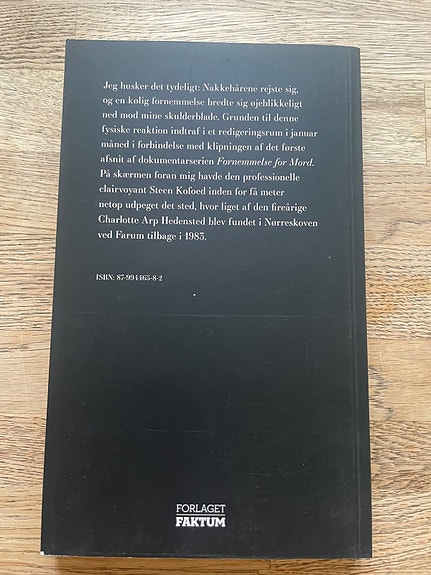 Jeg husker det tydeligt: Nakkehårene rejste sig,
og en kølig fornemmelse bredte sig øjeblikkeligt
ned mod mine skulderblade. Grunden til denne
fysiske reaktion indtraf i et redigeringsrum i januar
måned i forbindelse med klipningen af det første
afsnit af dokumentarserien Fornemmelse for Mord.
På skærmen foran mig havde den professionelle
clairvoyant Steen Kofoed inden for få meter
netop udpeget det sted, hvor liget af den fireårige
Charlotte Arp Hedensted blev fundet i Nørreskoven
ved Farum tilbage i 1983.
ISBN: 87-994465-8-2
FORLAGET
FAKTUM